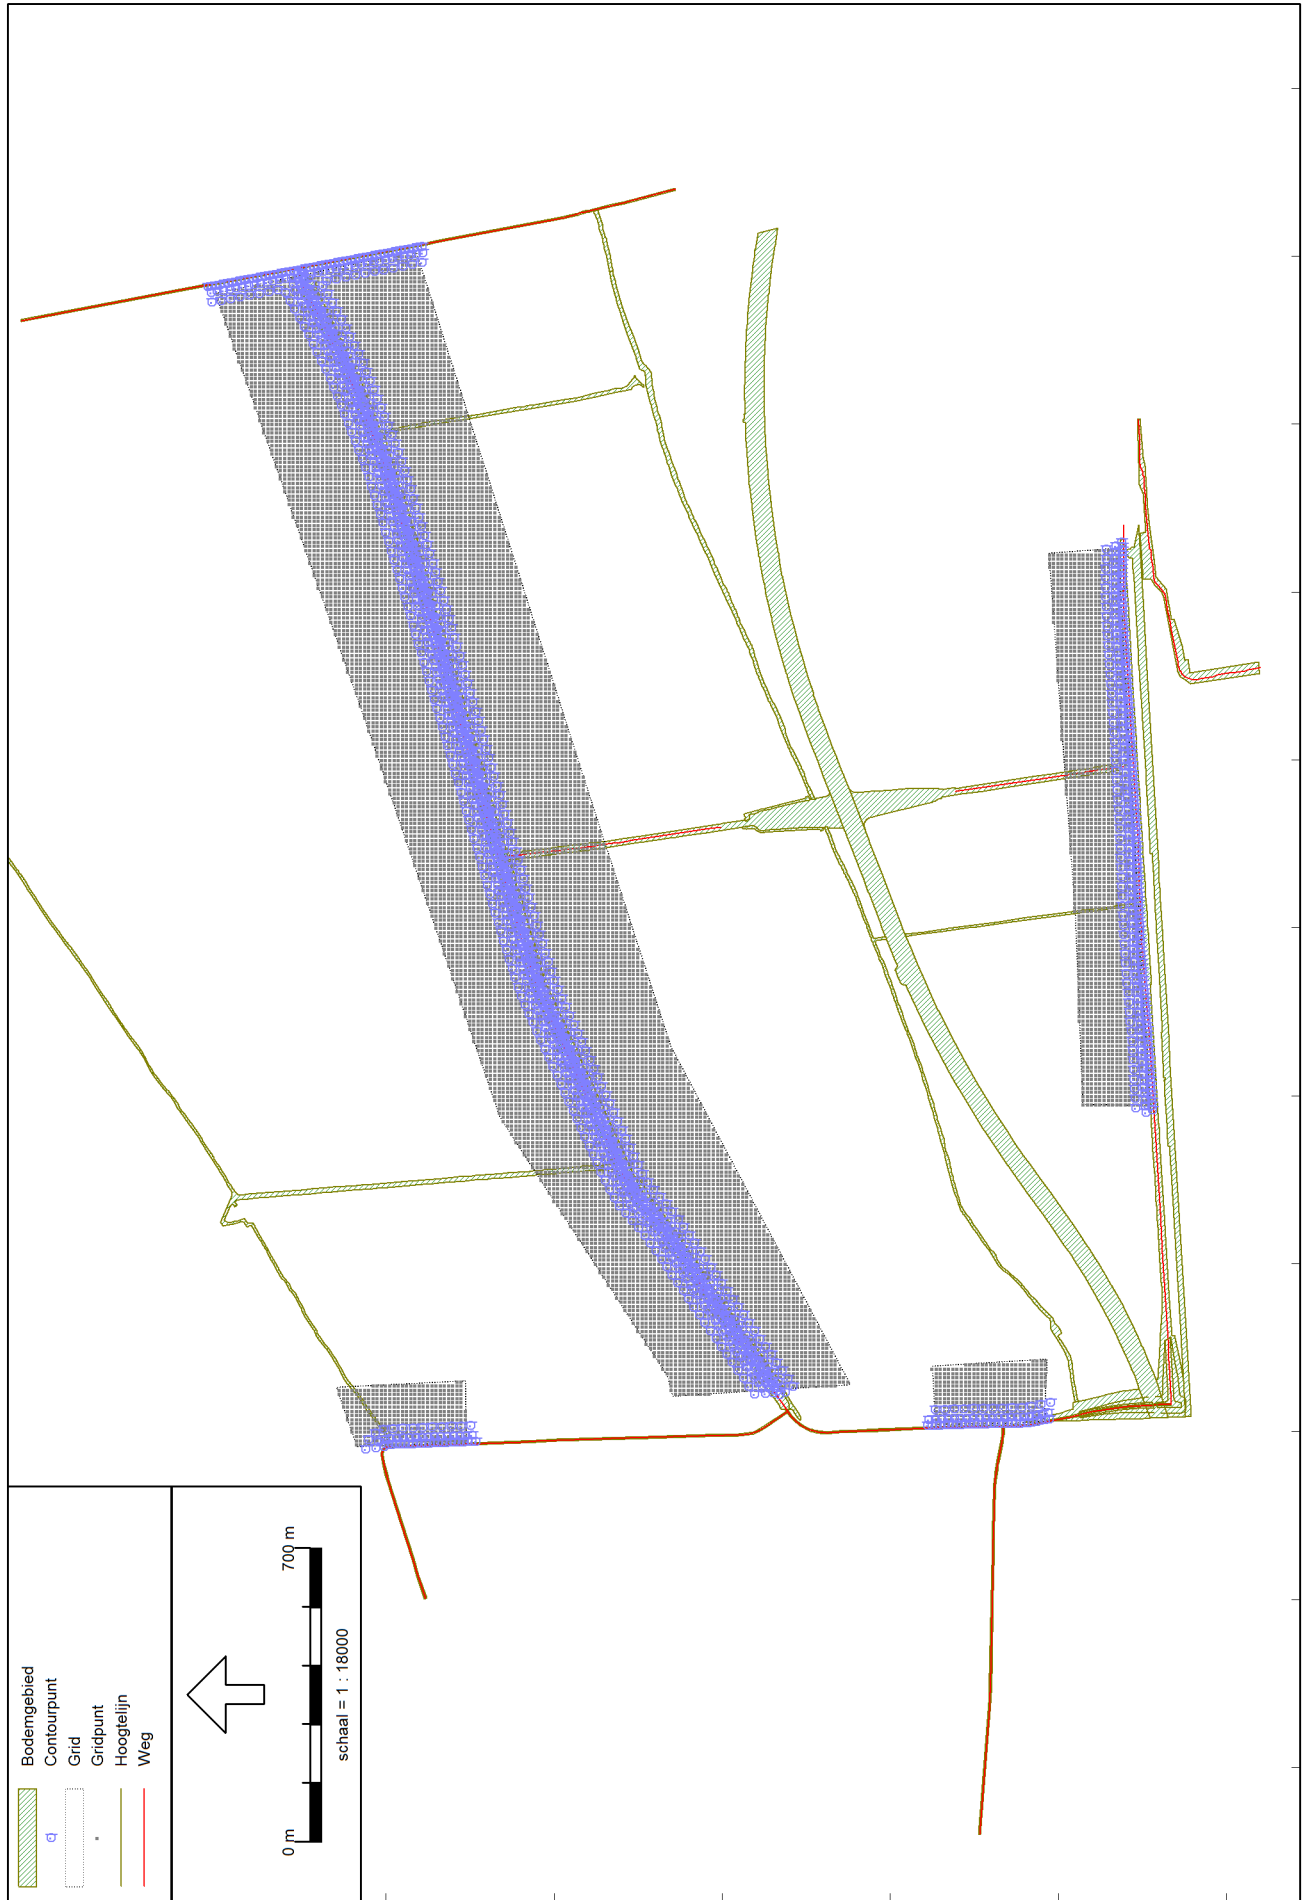 Bodemgebied
Contourpunt
Grid
Gridpunt
Hoogtelijn
Weg
0 m
700 m
schaal = 1 : 18000